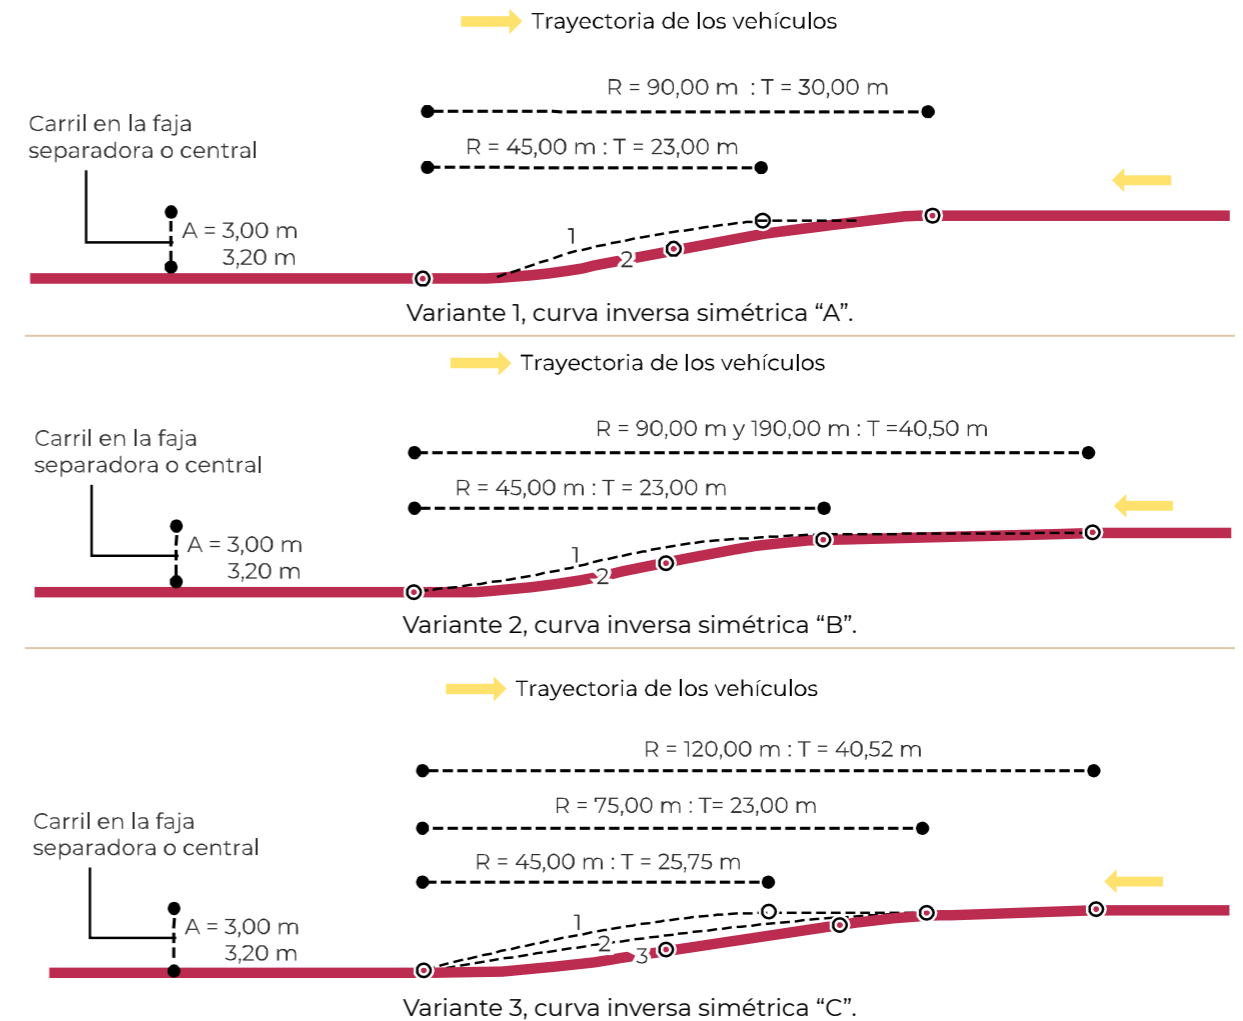 Trayectoria de los vehículos
R = 90,00 m : T = 30,00 m
Carril en la faja
separadora o central
R = 45,00 m : T = 23,00 m
A = 3,00 m
3,20 m
1
2
Variante 1, curva inversa simétrica “A”.
Trayectoria de los vehículos
R = 90,00 m y 190,00 m : T =40,50 m
Carril en la faja
separadora o central
R = 45,00 m : T = 23,00 m
A = 3,00 m
3,20 m
1
2
Variante 2, curva inversa simétrica “B”.
Trayectoria de los vehículos
R = 120,00 m : T = 40,52 m
R = 75,00 m : T= 23,00 m
Carril en la faja
separadora o central
R = 45,00 m : T = 25,75 m
A = 3,00 m
3,20 m
1
2
3
Variante 3, curva inversa simétrica “C”.